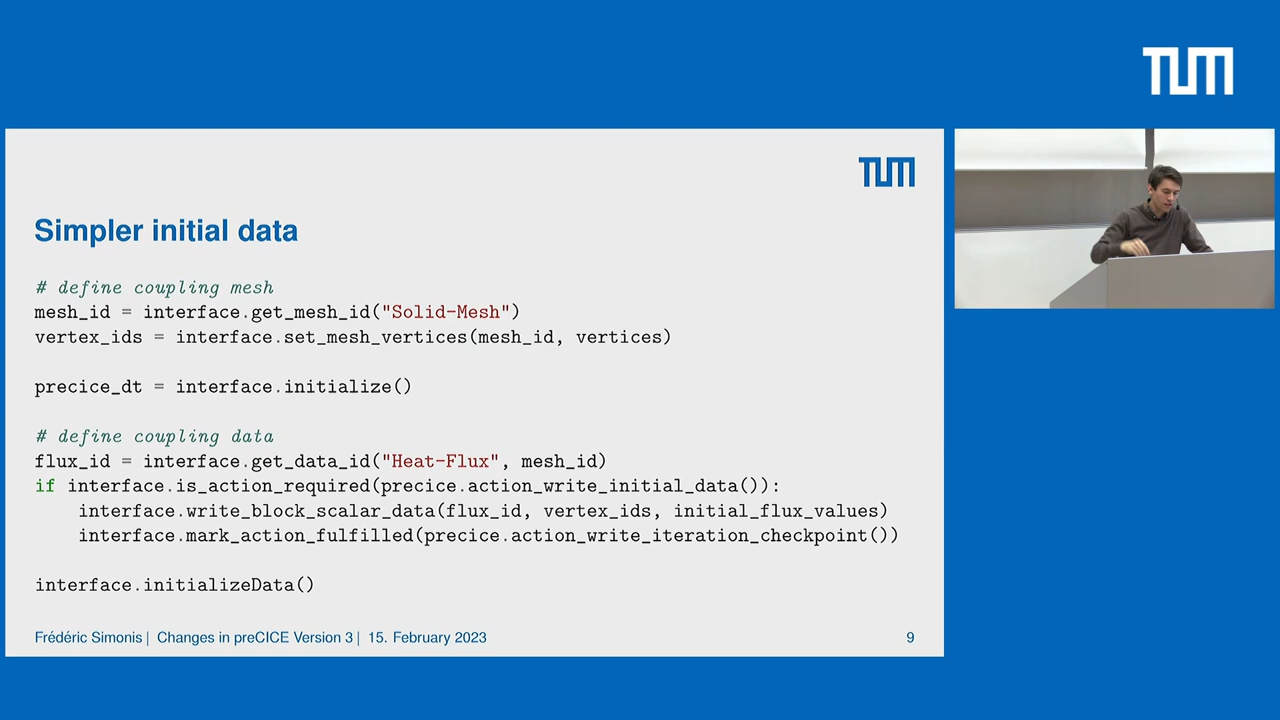 TUM
TUM
Simpler initial data
# define coupling mesh
mesh_id = interface.get_mesh_id("Solid-Mesh")
vertex_ids = interface.set_mesh_vertices(mesh_id, vertices)
precice_dt = interface.initialize()
# define coupling data
flux_id = interface.get_data_id("Heat-Flux", mesh_id)
if interface.is_action_required(precice.action_write_initial_data()):
interface.write_block_scalar_data(flux_id, vertex_ids, initial_flux_values)
interface.mark_action_fulfilled(precice.action_write_iteration_checkpoint())
interface.initializeData()
Frédéric Simonis | Changes in preCICE Version 3 | 15. February 2023 9